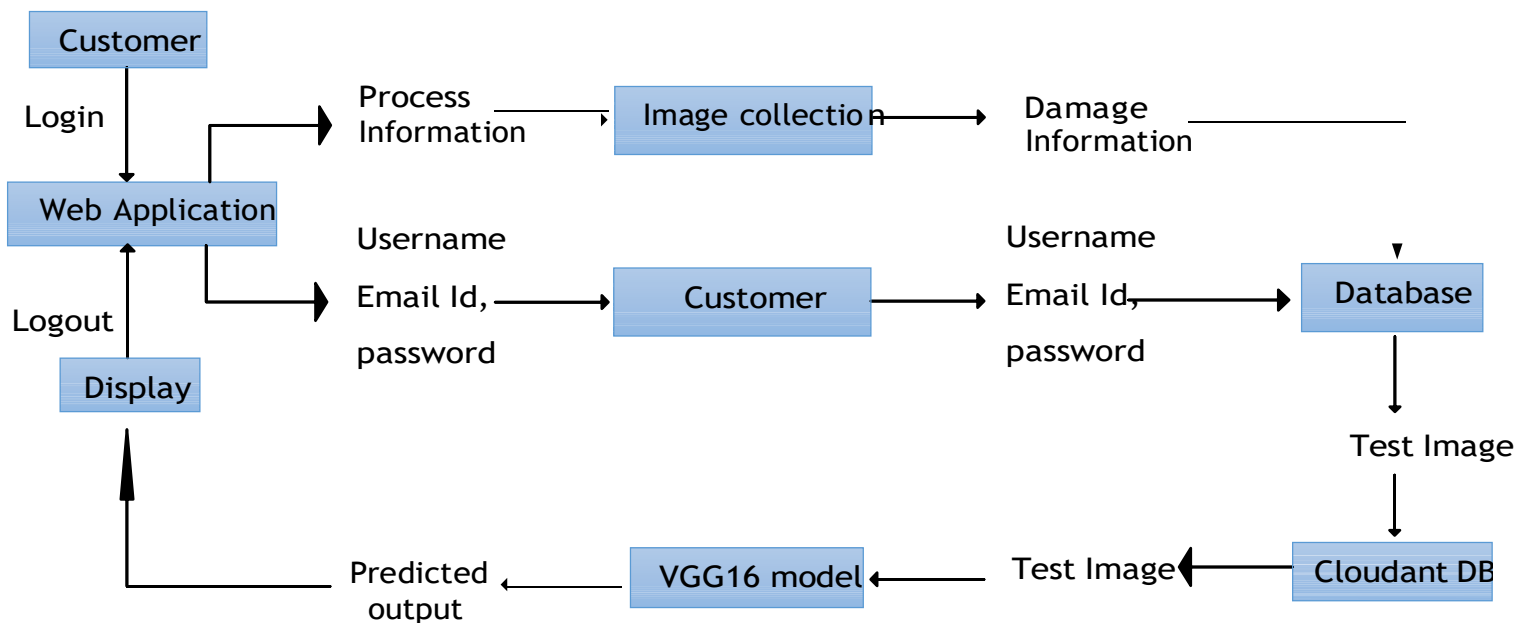 Customer
Login
Process
Information
Image collection
Damage
Information
Web Application
Username
Email Id,
password
Customer
Username
Email Id,
password
Database
Logout
Display
Test Image
Predicted
output
VGG16 model
Test Image
Cloudant DB